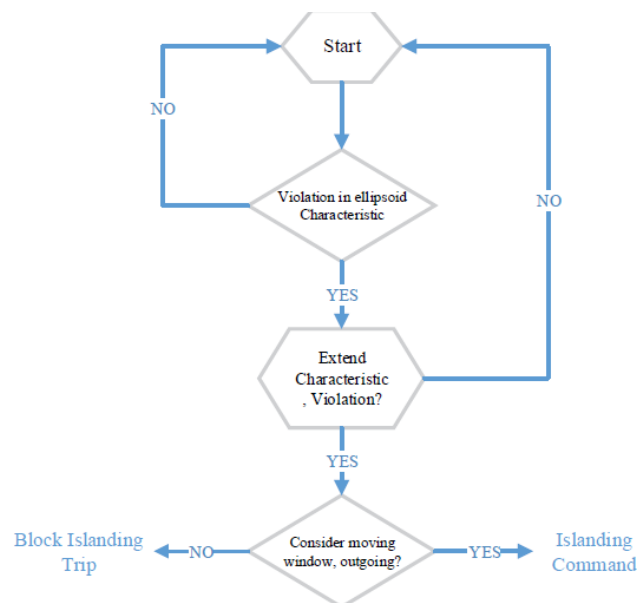 Start
NO
Violation in ellipsoid
Characteristic
NO
YES
Extend
Characteristic
, Violation?
YES
Block Islanding
Trip
NO
Consider moving
window, outgoing?
YES
Islanding
Command